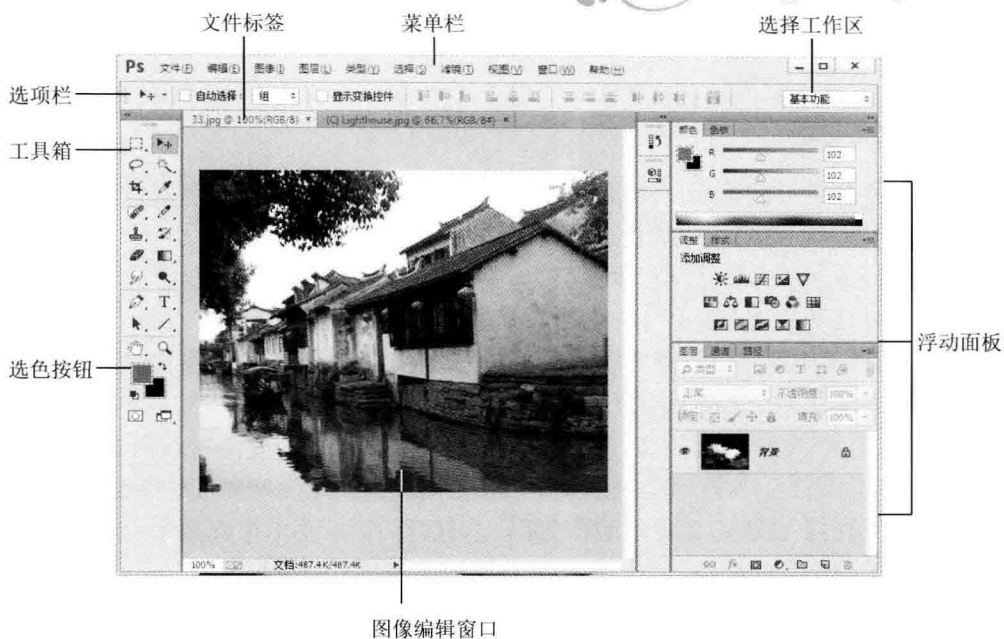 文件标签 菜单栏 选择工作区
Ps 文件(F) 编辑(E) 图像(I) 图层(L) 类型(Y) 选择(S) 滤镜(T) 视图(V) 窗口(W) 帮助(H)
选项栏
自动选择: 组 显示变换控件 基本功能
33.jpg @ 100%(RGB/8) × (C) Lighthouse.jpg @ 66.7%(RGB/8#) ×
工具箱
颜色 色板
R 102
G 102
B 102
调整 样式
添加调整
浮动面板
图层 通道 路径
选色按钮
类型
正常 不透明度: 100%
锁定: 填充: 100%
背景
100% 文档:487.4K/487.4K
图像编辑窗口